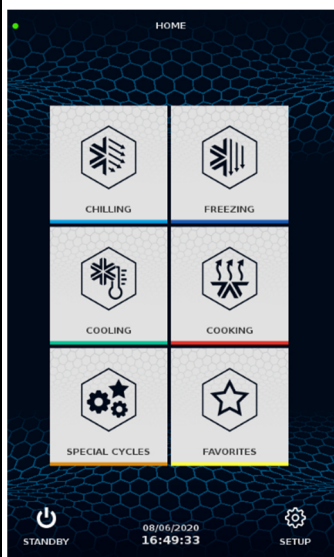 HOME
CHILLING
FREEZING
COOLING
COOKING
SPECIAL CYCLES
FAVORITES
STANDBY
08/06/2020
16:49:33
SETUP